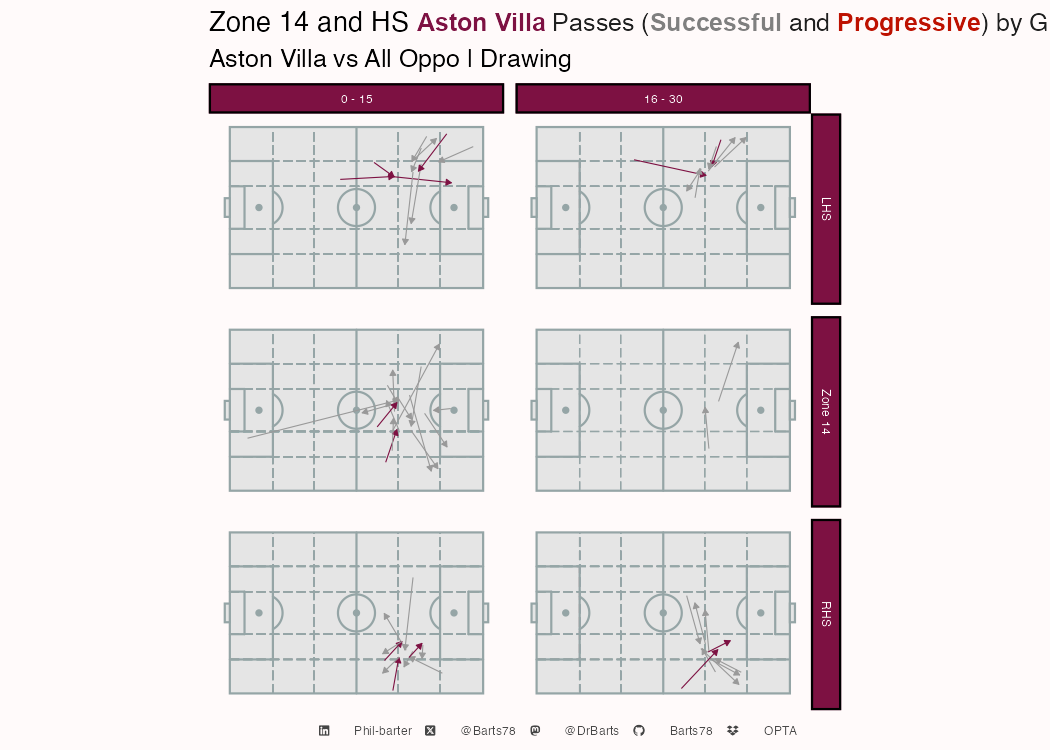 Zone 14 and HS Aston Villa Passes (Successful and Progressive) by G
Aston Villa vs All Oppo | Drawing
0 - 15
16 - 30
LHS
Zone 14
RHS
Phil-barter @Barts78 @DrBarts Barts78 OPTA